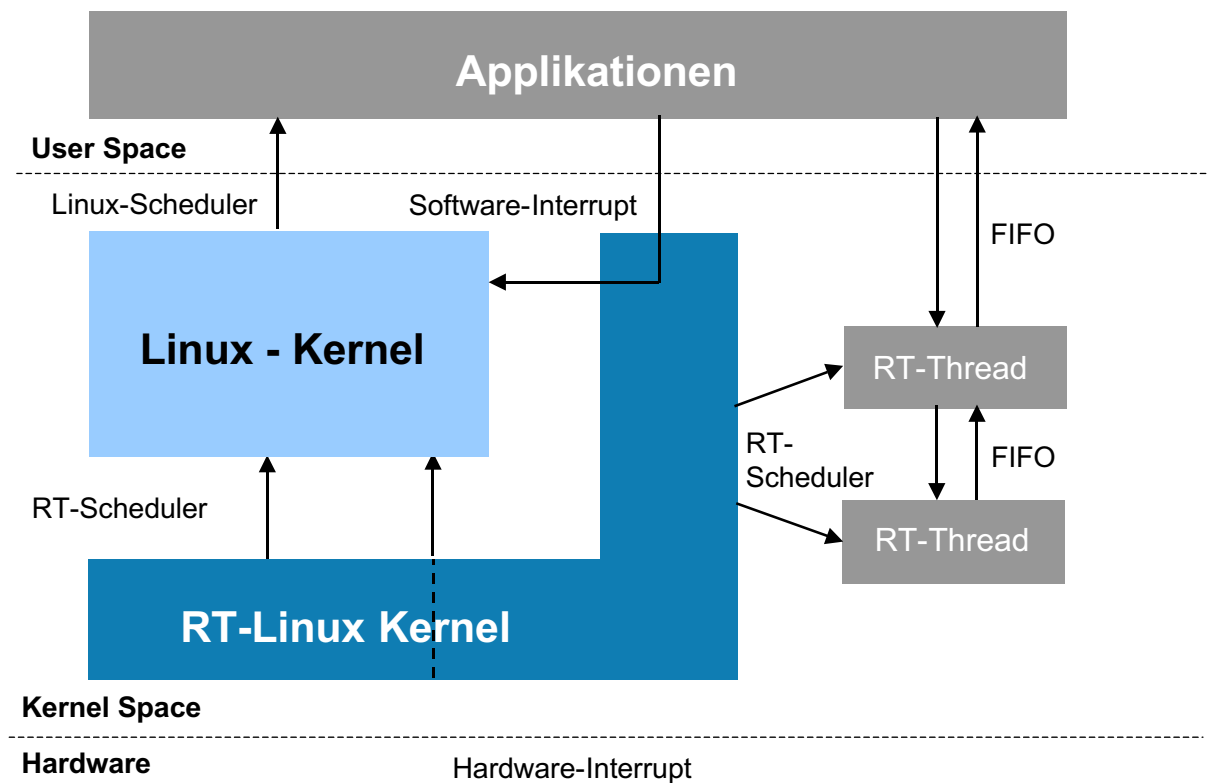 Applikationen
User Space
Linux-Scheduler
Software-Interrupt
FIFO
Linux - Kernel
RT-Thread
RT-
Scheduler
FIFO
RT-Scheduler
RT-Thread
RT-Linux Kernel
Kernel Space
Hardware
Hardware-Interrupt